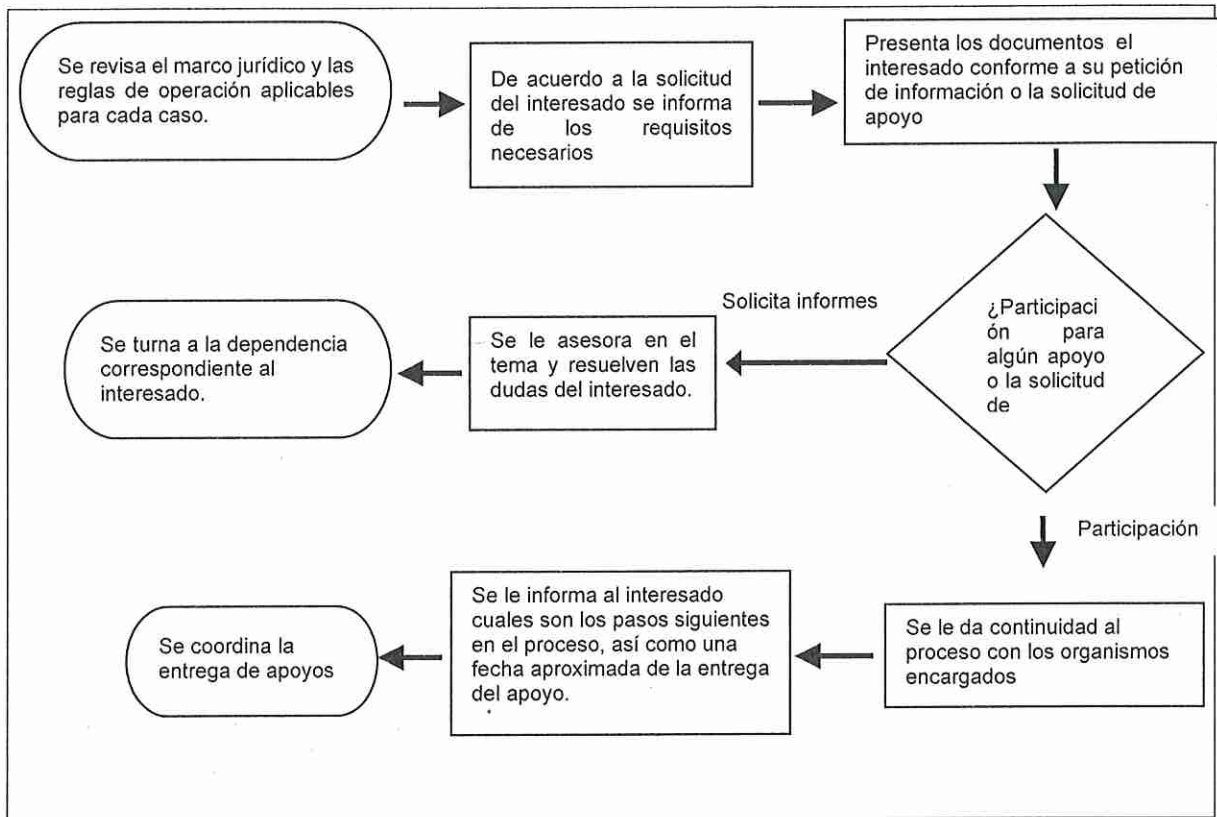 Se revisa el marco jurídico y las
reglas de operación aplicables
para cada caso.
De acuerdo a la solicitud
del interesado se informa
de los requisitos
necesarios
Presenta los documentos el
interesado conforme a su petición
de información o la solicitud de
apoyo
¿Participaci
ón para
algún apoyo
o la solicitud
de
Solicita informes
Se le asesora en el
tema y resuelven las
dudas del interesado.
Se turna a la dependencia
correspondiente al
interesado.
Participación
Se le da continuidad al
proceso con los organismos
encargados
Se le informa al interesado
cuales son los pasos siguientes
en el proceso, así como una
fecha aproximada de la entrega
del apoyo.
Se coordina la
entrega de apoyos